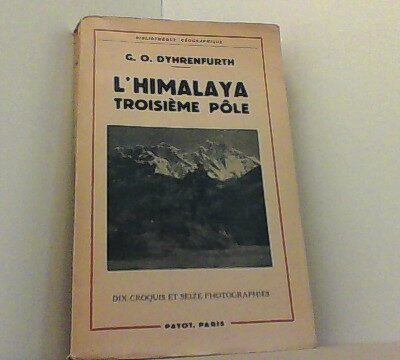 BIBLIOTHÈQUE GÉOGRAPHIQUE
G. O. DYHRENFURTH
L'HIMALAYA
TROISIÈME PÔLE
DIX CROQUIS ET SEIZE PHOTOGRAPHIES
PAYOT, PARIS